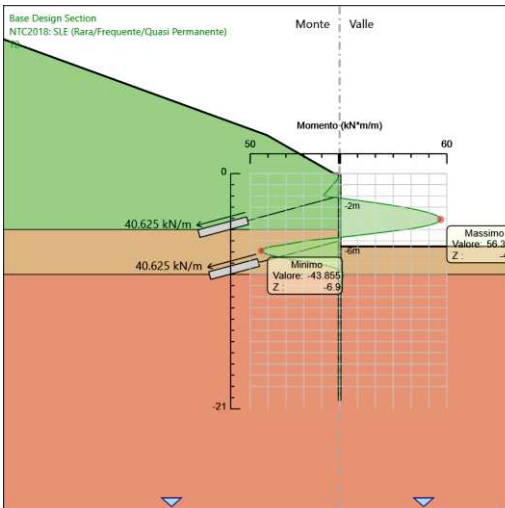 Base Design Section
NTC2018: SLE (Rara/Frequente/Quasi Permanente)
Monte
Valle
Momento (kN*m/m)
50
60
0
-2m
40.625 kN/m
Massimo
Valore: 56.3
Z :
-6m
40.625 kN/m
Minimo
Valore: -43.855
Z :
-6.9
-21